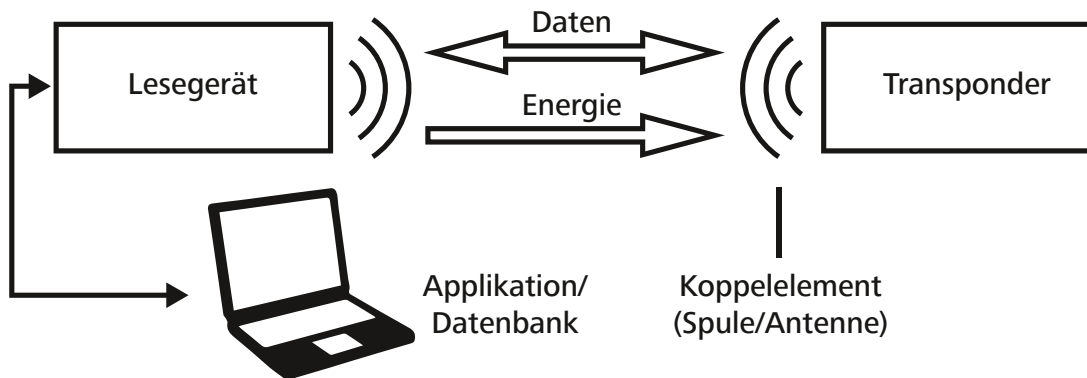 Daten
Lesegerät
Transponder
Energie
Applikation/
Datenbank
Koppelelement
(Spule/Antenne)